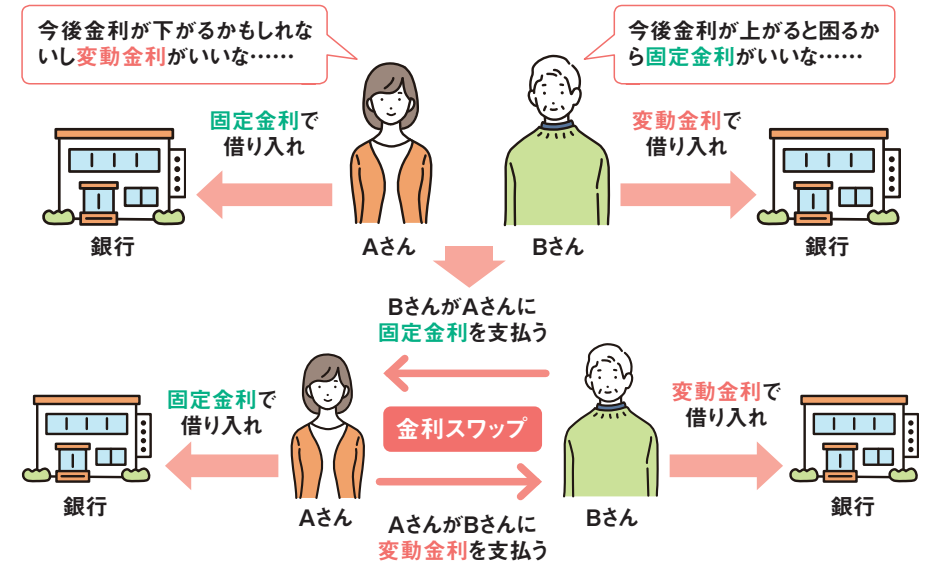 今後金利が下がるかもしれな
いし変動金利がいいな……
今後金利が上がると困るか
ら固定金利がいいな……
固定金利で
借り入れ
変動金利で
借り入れ
銀行
Aさん
Bさん
銀行
BさんがAさんに
固定金利を支払う
固定金利で
借り入れ
金利スワップ
変動金利で
借り入れ
銀行
Aさん
Bさん
銀行
AさんがBさんに
変動金利を支払う